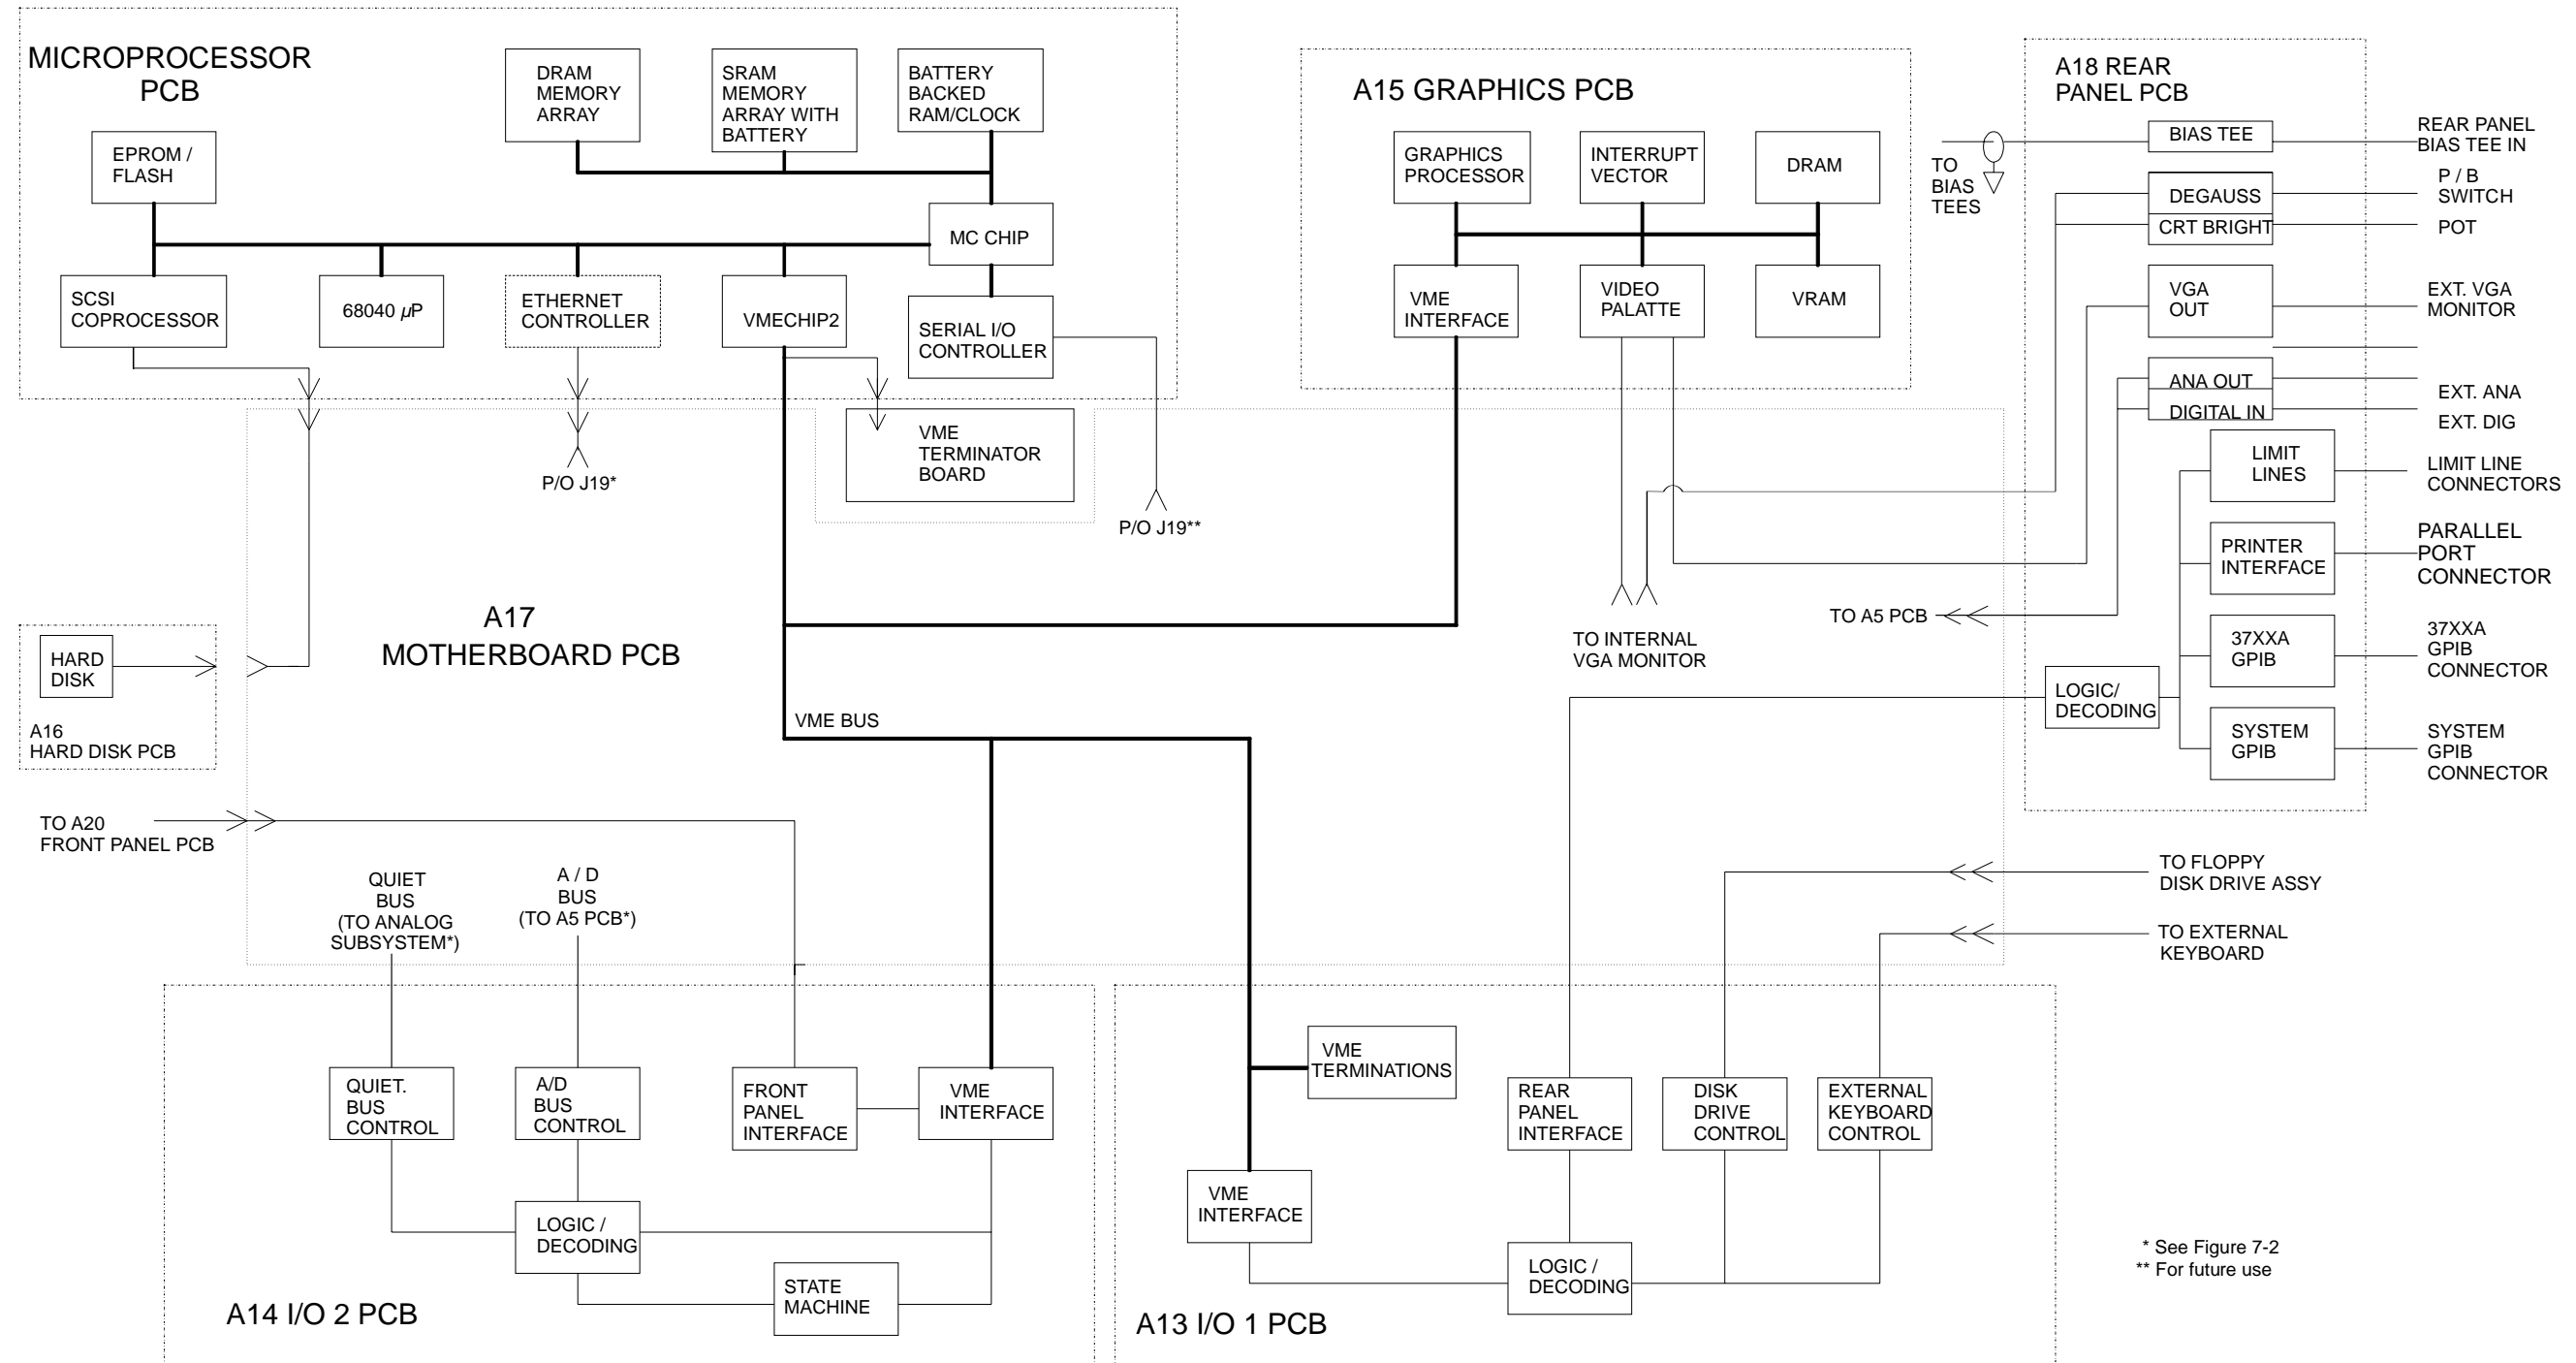 MICROPROCESSOR
PCB
DRAM
MEMORY
ARRAY
SRAM
MEMORY
ARRAY WITH
BATTERY
BATTERY
BACKED
RAM/CLOCK
EPROM /
FLASH
MC CHIP
SCSI
COPROCESSOR
68040 µP
ETHERNET
CONTROLLER
VMECHIP2
SERIAL I/O
CONTROLLER
VME
TERMINATOR
BOARD
P/O J19*
P/O J19**
A15 GRAPHICS PCB
GRAPHICS
PROCESSOR
INTERRUPT
VECTOR
DRAM
VME
INTERFACE
VIDEO
PALATTE
VRAM
TO
BIAS
TEES
A18 REAR
PANEL PCB
BIAS TEE
REAR PANEL
BIAS TEE IN
DEGAUSS
P / B
SWITCH
CRT BRIGHT
POT
VGA
OUT
EXT. VGA
MONITOR
ANA OUT
EXT. ANA
DIGITAL IN
EXT. DIG
LIMIT
LINES
LIMIT LINE
CONNECTORS
PRINTER
INTERFACE
PARALLEL
PORT
CONNECTOR
37XXA
GPIB
37XXA
GPIB
CONNECTOR
LOGIC/
DECODING
SYSTEM
GPIB
SYSTEM
GPIB
CONNECTOR
TO A5 PCB
TO INTERNAL
VGA MONITOR
A17
MOTHERBOARD PCB
HARD
DISK
A16
HARD DISK PCB
VME BUS
TO A20
FRONT PANEL PCB
QUIET
BUS
(TO ANALOG
SUBSYSTEM*)
A / D
BUS
(TO A5 PCB*)
TO FLOPPY
DISK DRIVE ASSY
TO EXTERNAL
KEYBOARD
QUIET.
BUS
CONTROL
A/D
BUS
CONTROL
FRONT
PANEL
INTERFACE
VME
INTERFACE
LOGIC /
DECODING
STATE
MACHINE
A14 I/O 2 PCB
VME
TERMINATIONS
REAR
PANEL
INTERFACE
DISK
DRIVE
CONTROL
EXTERNAL
KEYBOARD
CONTROL
VME
INTERFACE
LOGIC /
DECODING
A13 I/O 1 PCB
* See Figure 7-2
** For future use